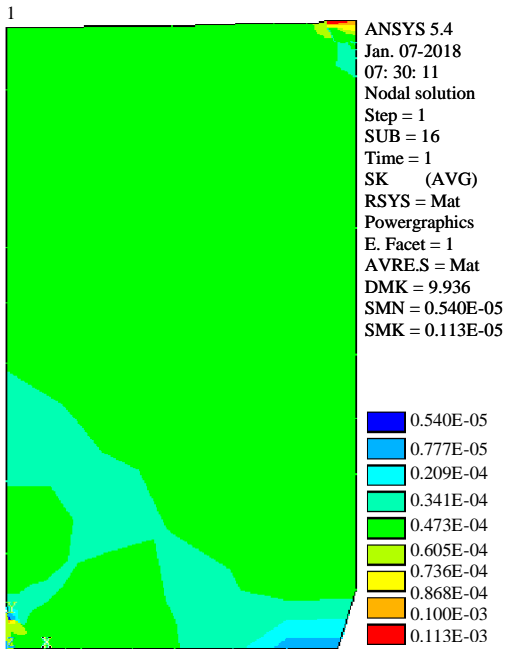 1
ANSYS 5.4
Jan. 07-2018
07: 30: 11
Nodal solution
Step = 1
SUB = 16
Time = 1
SK (AVG)
RSYS = Mat
Powergraphics
E. Facet = 1
AVRE.S = Mat
DMK = 9.936
SMN = 0.540E-05
SMK = 0.113E-05
0.540E-05
0.777E-05
0.209E-04
0.341E-04
0.473E-04
0.605E-04
0.736E-04
0.868E-04
0.100E-03
0.113E-03
Y
X